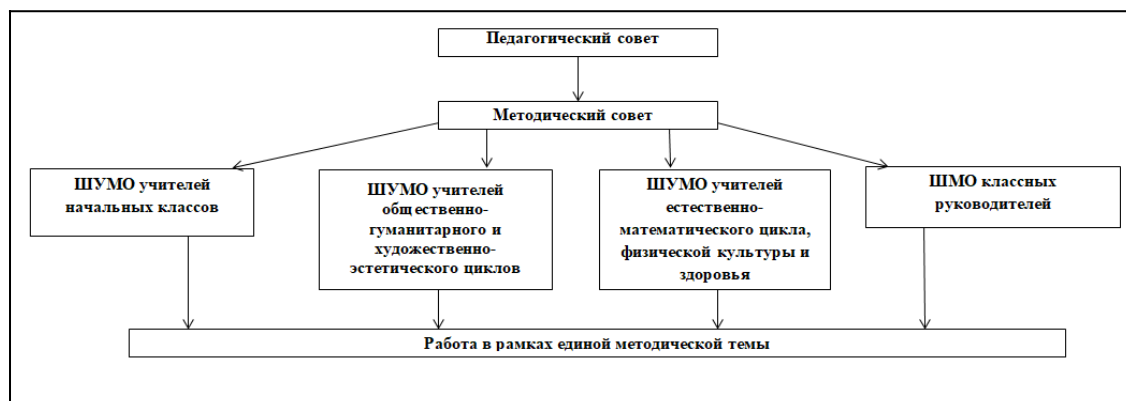 Педагогический совет
Методический совет
ШУМО учителей
начальных классов
ШУМО учителей
общественно-
гуманитарного и
художественно-
эстетического циклов
ШУМО учителей
естественно-
математического цикла,
физической культуры и
здоровья
ШМО классных
руководителей
Работа в рамках единой методической темы